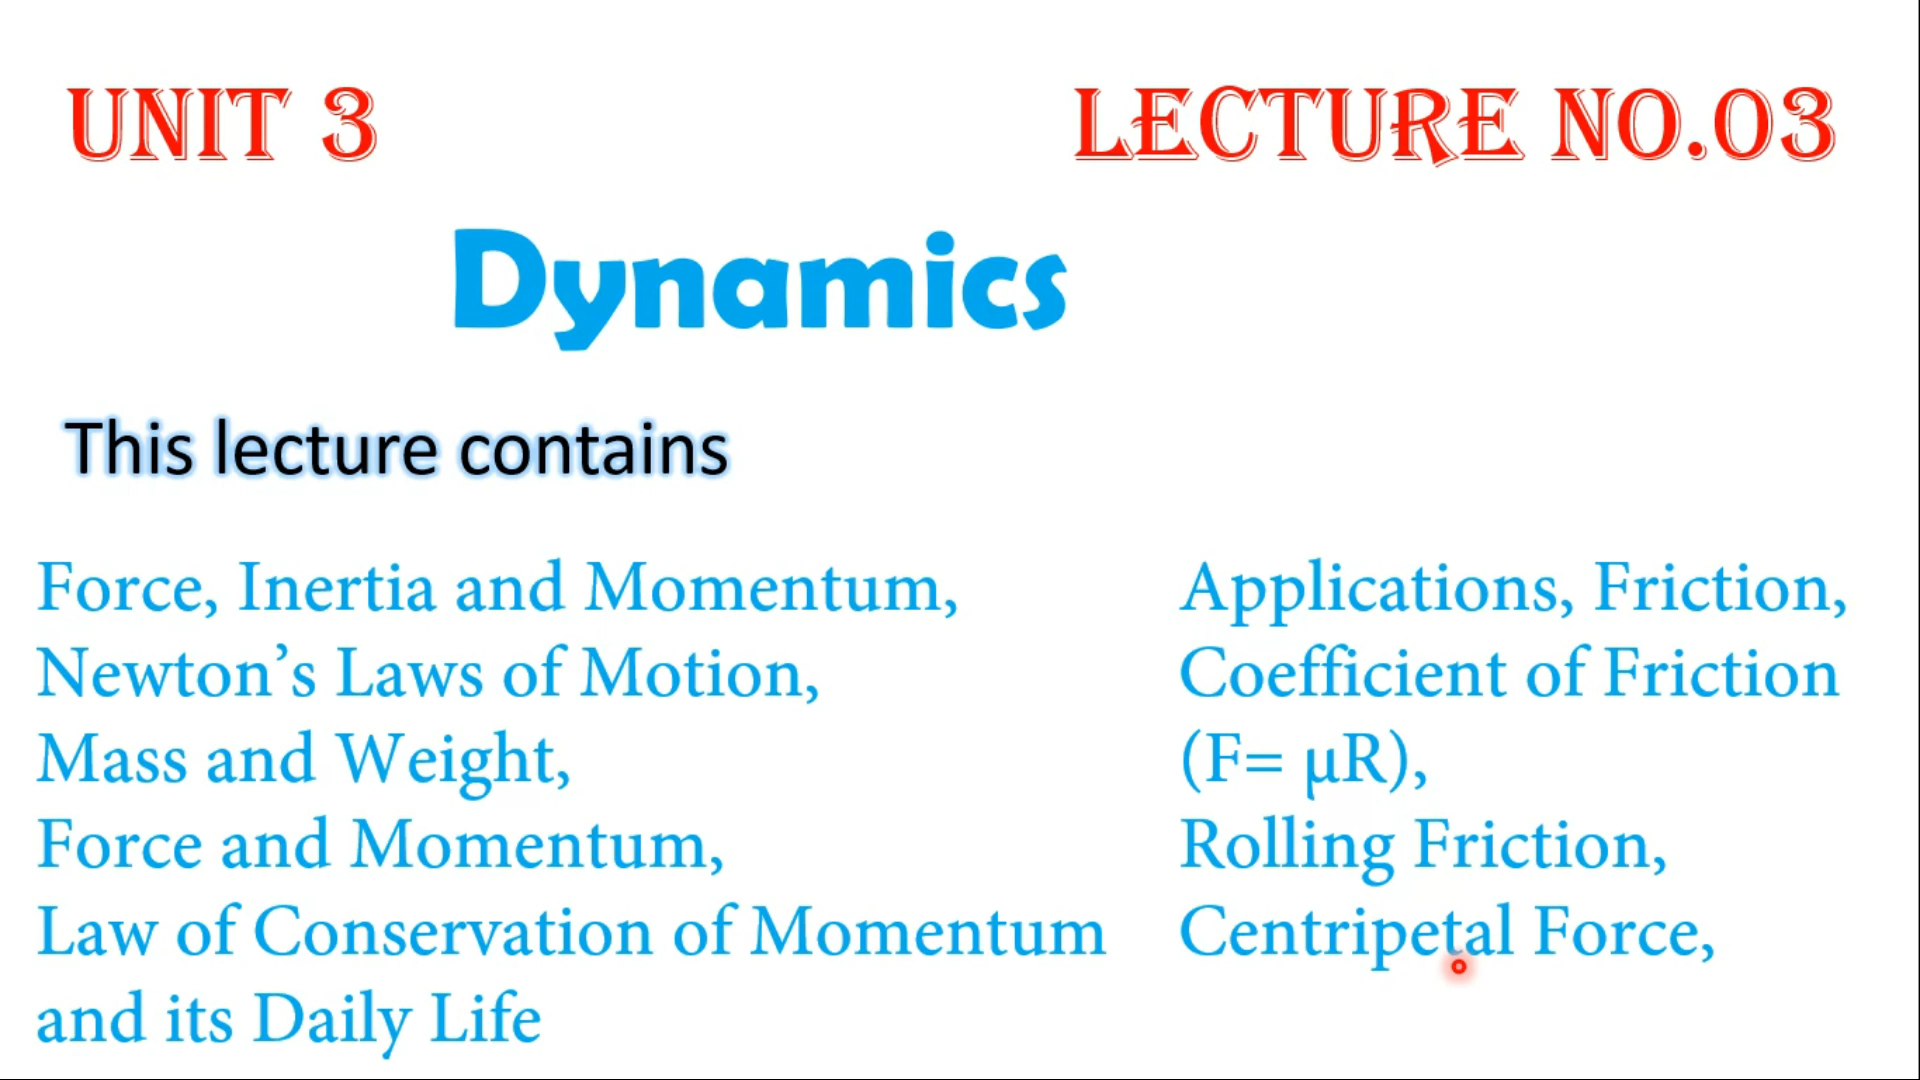 UNIT 3
LECTURE NO.03
Dynamics
This lecture contains
Force, Inertia and Momentum,
Newton’s Laws of Motion,
Mass and Weight,
Force and Momentum,
Law of Conservation of Momentum
and its Daily Life
Applications, Friction,
Coefficient of Friction
(F= μR),
Rolling Friction,
Centripetal Force,